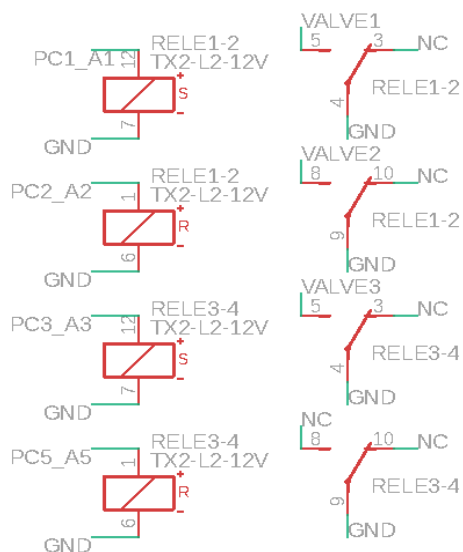 VALVE1
RELE1-2
5
3
NC
PC1_A1
12
TX2-L2-12V
+
S
-
RELE1-2
7
4
GND
GND
VALVE2
RELE1-2
8
10
NC
PC2_A2
1
TX2-L2-12V
+
R
-
RELE1-2
6
9
GND
GND
VALVE3
RELE3-4
5
3
NC
PC3_A3
12
TX2-L2-12V
+
S
-
RELE3-4
7
4
GND
GND
NC
RELE3-4
8
10
NC
PC5_A5
1
TX2-L2-12V
+
R
-
RELE3-4
6
9
GND
GND